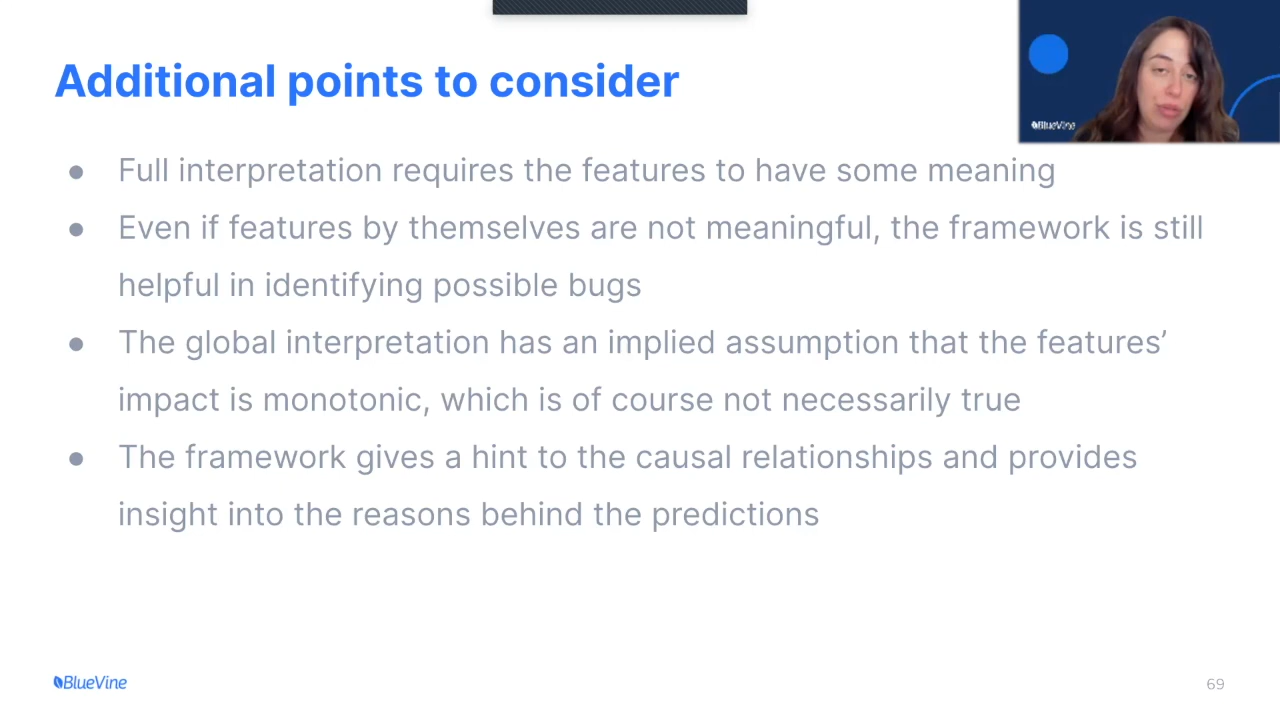 Additional points to consider
BlueVine
● Full interpretation requires the features to have some meaning
● Even if features by themselves are not meaningful, the framework is still
helpful in identifying possible bugs
● The global interpretation has an implied assumption that the features’
impact is monotonic, which is of course not necessarily true
● The framework gives a hint to the causal relationships and provides
insight into the reasons behind the predictions
BlueVine
69